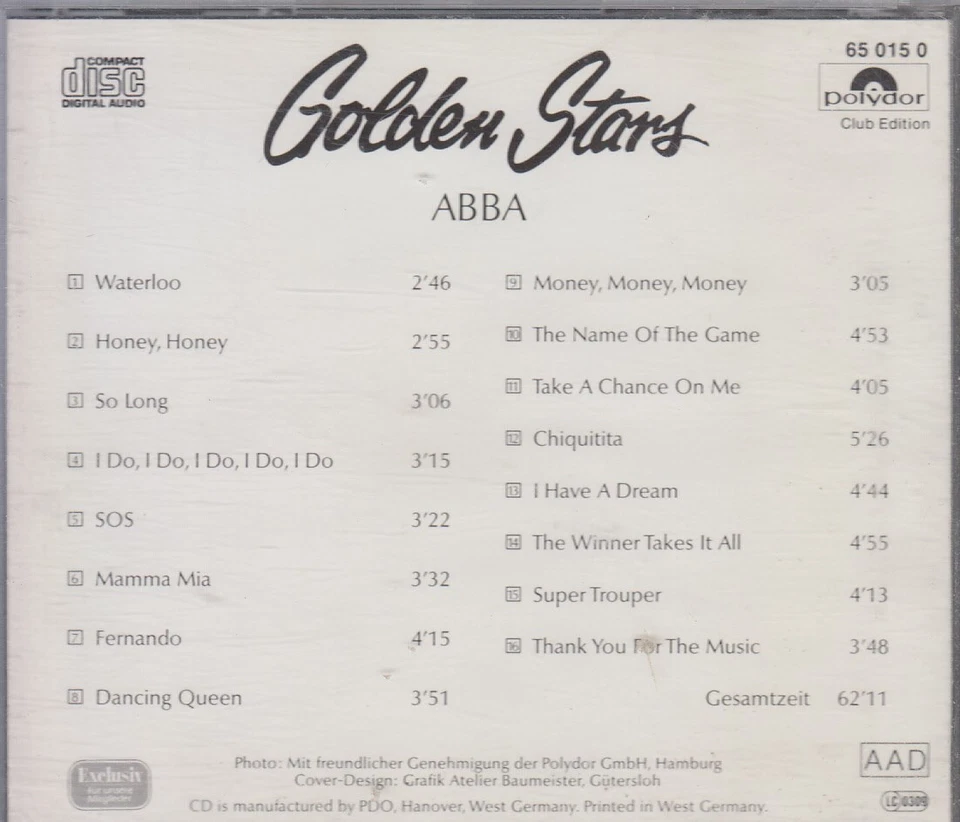 COMPACT
disc
DIGITAL AUDIO
65 015 0
polydor
Club Edition
Golden Stars
ABBA
1 Waterloo 2'46
2 Honey, Honey 2'55
3 So Long 3'06
4 I Do, I Do, I Do, I Do, I Do 3'15
5 SOS 3'22
6 Mamma Mia 3'32
7 Fernando 4'15
8 Dancing Queen 3'51
9 Money, Money, Money 3'05
10 The Name Of The Game 4'53
11 Take A Chance On Me 4'05
12 Chiquitita 5'26
13 I Have A Dream 4'44
14 The Winner Takes It All 4'55
15 Super Trouper 4'13
16 Thank You For The Music 3'48
Gesamtzeit 62'11
Exclusiv
für unsere
Mitglieder
Photo: Mit freundlicher Genehmigung der Polydor GmbH, Hamburg
Cover-Design: Grafik Atelier Baumeister, Gütersloh
CD is manufactured by PDO, Hanover, West Germany. Printed in West Germany.
AAD
LC 0309